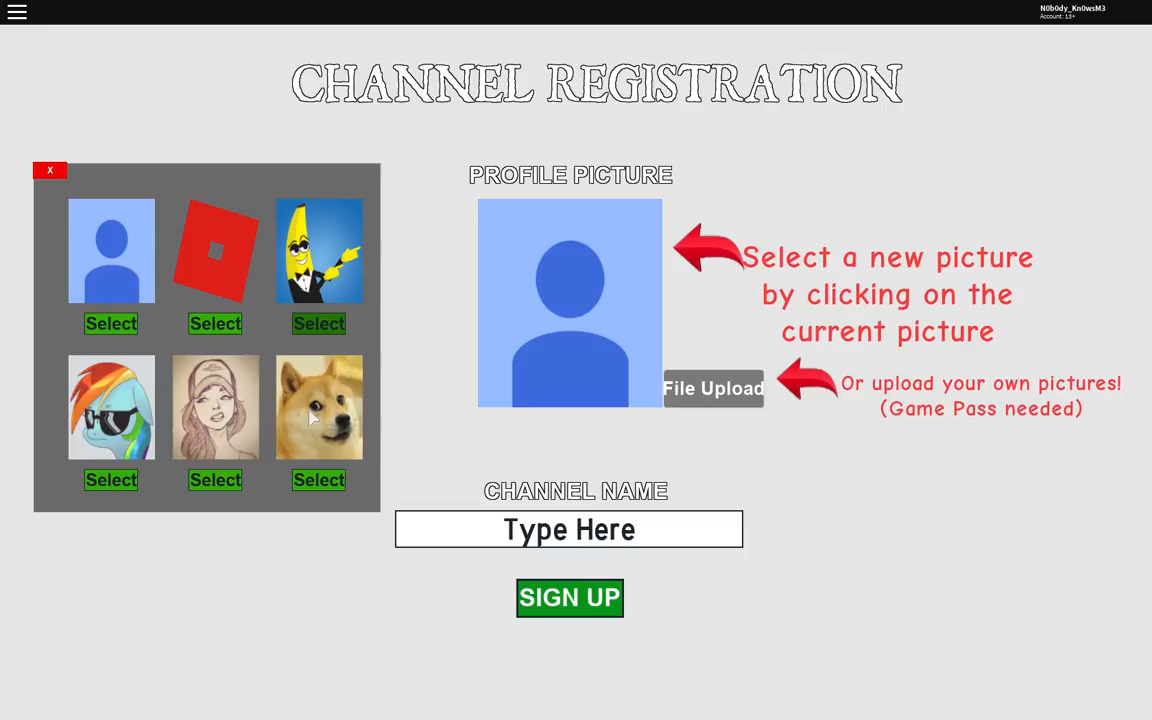 N0b0dy_Kn0wsM3
Account: 13+
CHANNEL REGISTRATION
X
PROFILE PICTURE
Select a new picture
by clicking on the
current picture
Select
Select
Select
File Upload
Or upload your own pictures!
(Game Pass needed)
Select
Select
Select
CHANNEL NAME
Type Here
SIGN UP